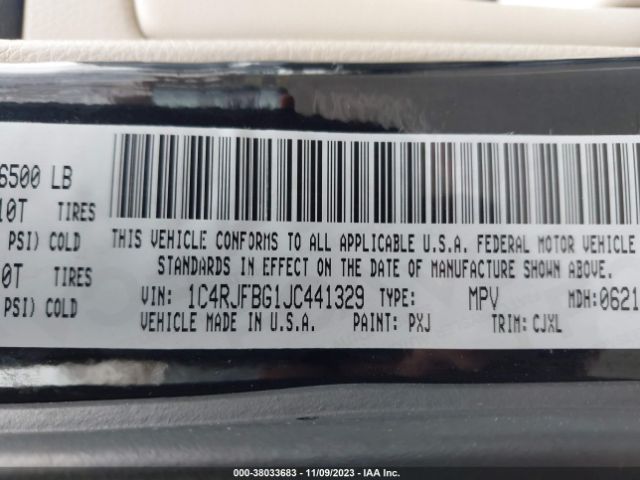 6500 LB
10T TIRES
PSI) COLD
0T TIRES
PSI) COLD
THIS VEHICLE CONFORMS TO ALL APPLICABLE U.S.A. FEDERAL MOTOR VEHICLE
STANDARDS IN EFFECT ON THE DATE OF MANUFACTURE SHOWN ABOVE.
VIN: 1C4RJFBG1JC441329 TYPE: MPV MDH:0621
VEHICLE MADE IN U.S.A. PAINT: PXJ TRIM: CJXL
000-38033683 | 11/09/2023 - IAA Inc.